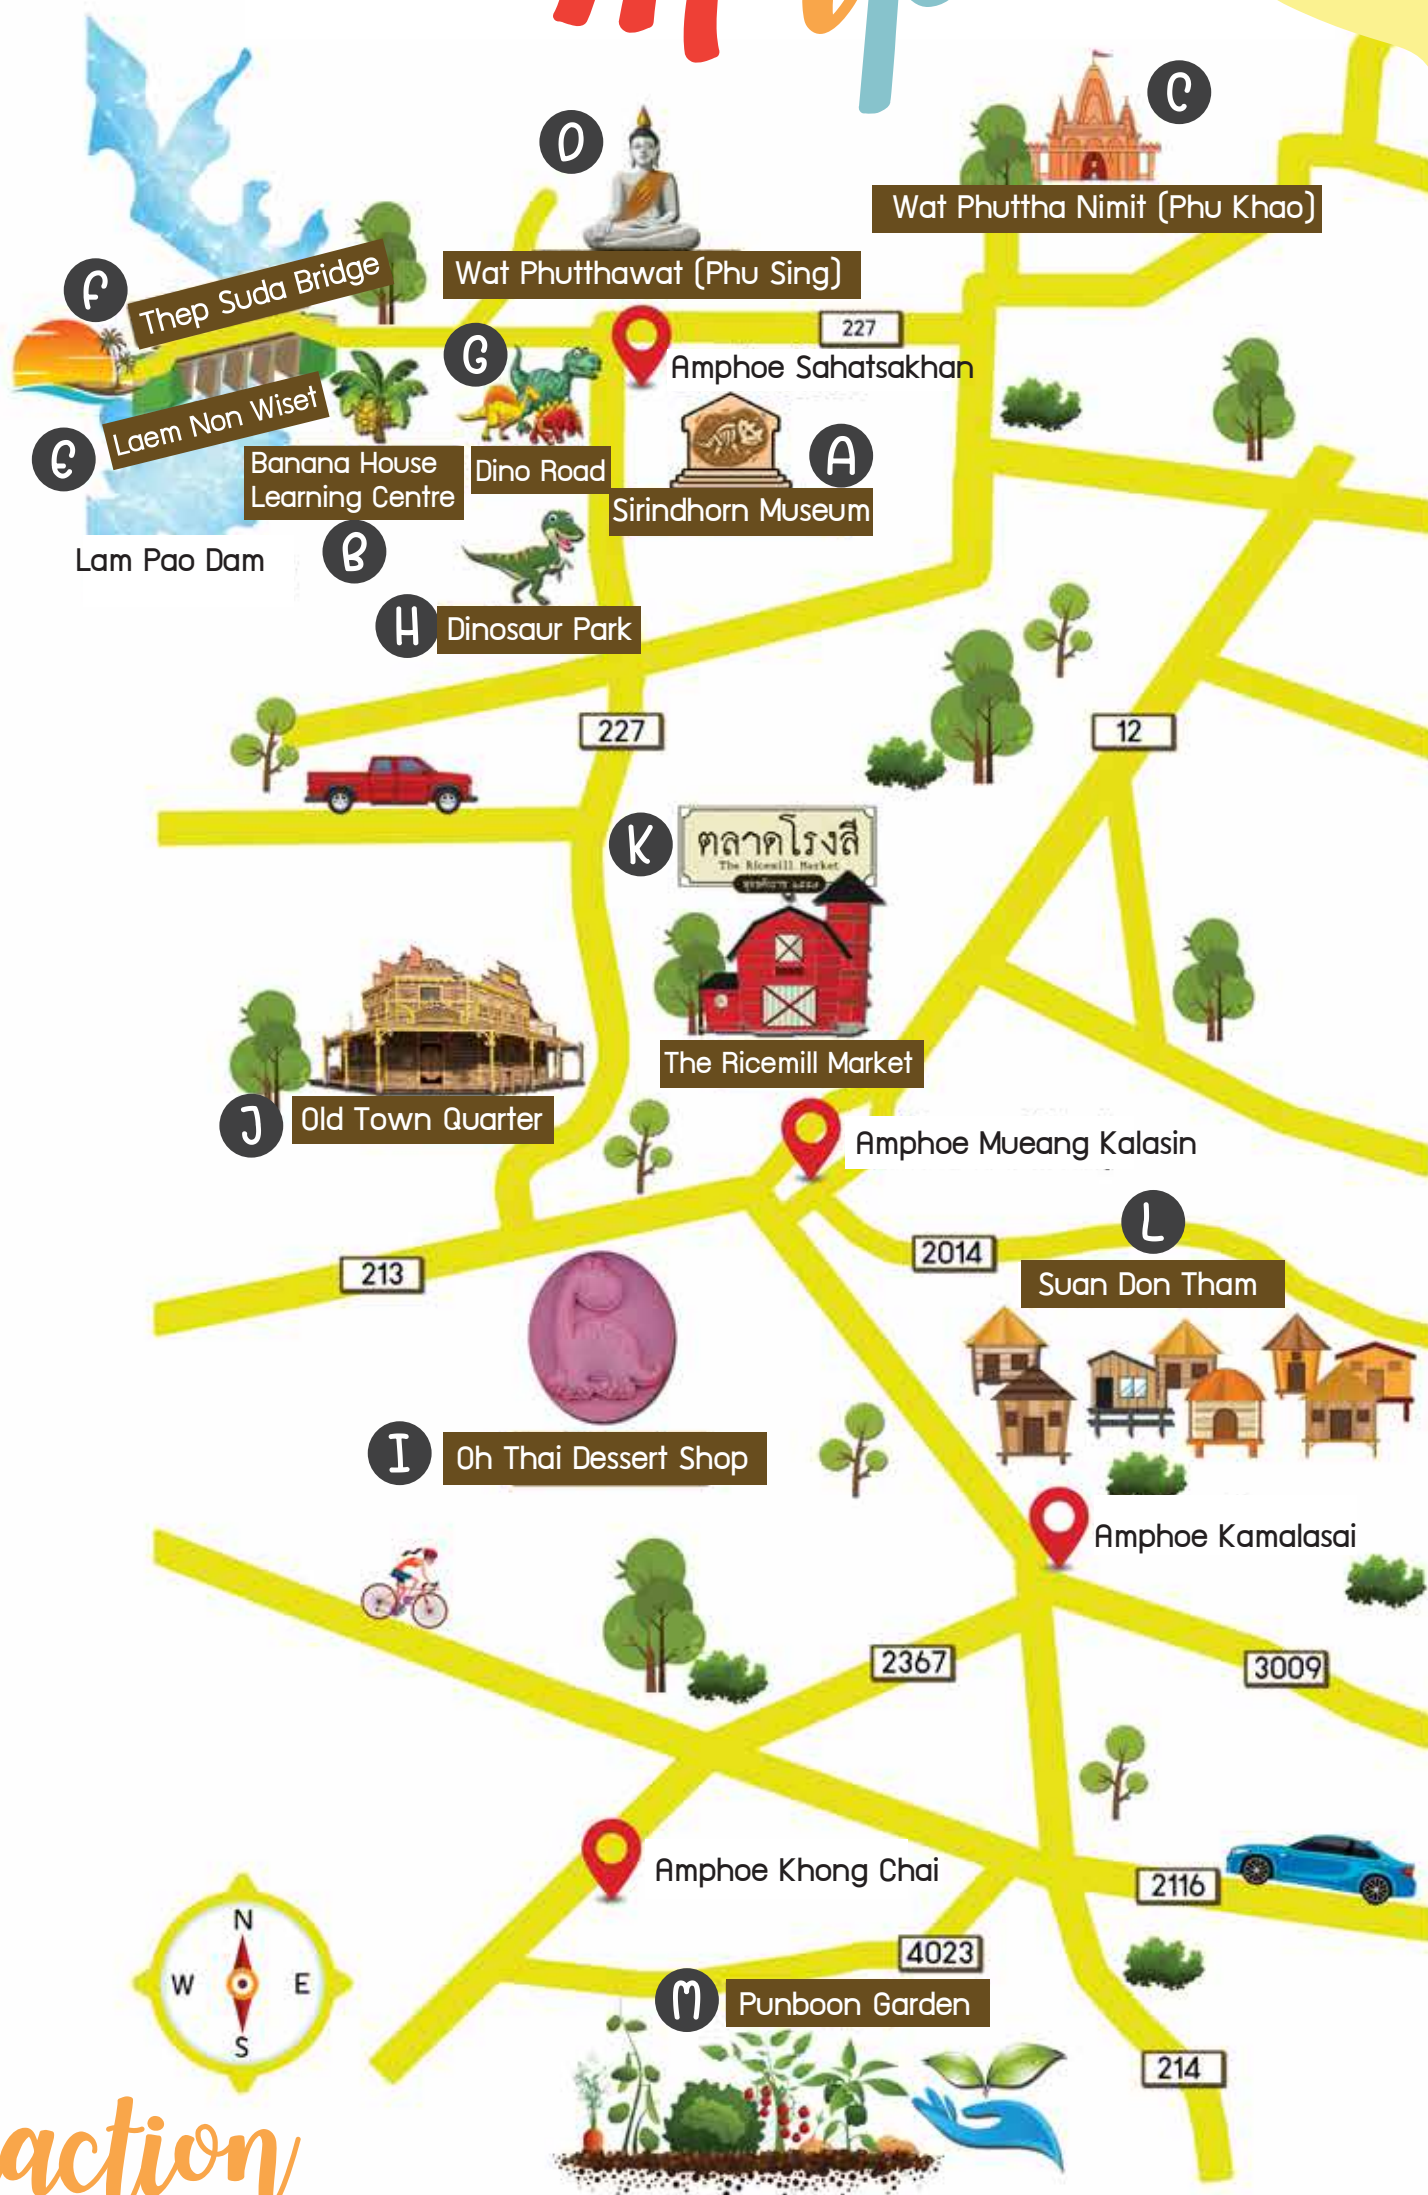 C
D
Wat Phuttha Nimit (Phu Khao)
F
Thep Suda Bridge
Wat Phutthawat (Phu Sing)
227
G
Amphoe Sahatsakhan
Laem Non Wiset
E
A
Banana House
Learning Centre
Dino Road
Sirindhorn Museum
Lam Pao Dam
B
H
Dinosaur Park
227
12
K
ตลาดโรงสี
The Ricemill Market
The Ricemill Market
J
Old Town Quarter
Amphoe Mueang Kalasin
L
2014
213
Suan Don Tham
I
Oh Thai Dessert Shop
Amphoe Kamalasai
2367
3009
Amphoe Khong Chai
2116
N
W E
S
4023
M
Punboon Garden
214
action